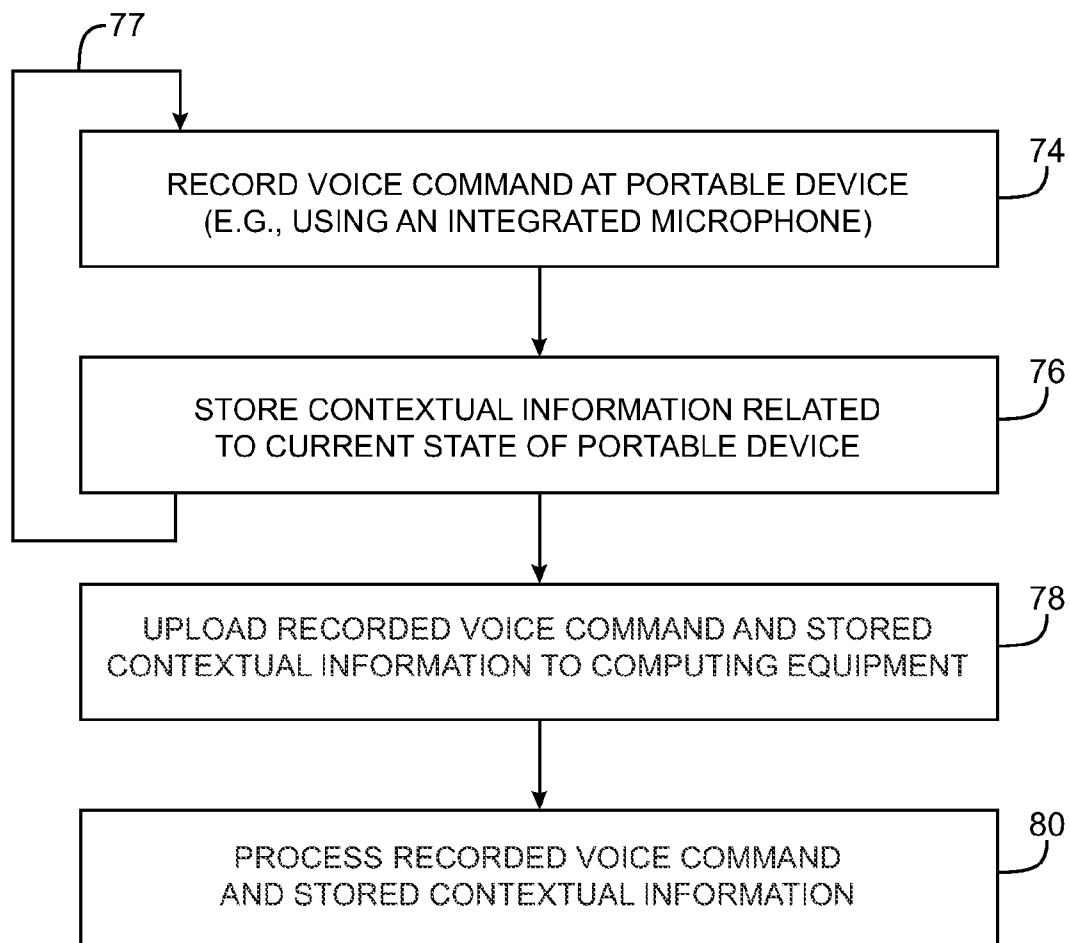 77
RECORD VOICE COMMAND AT PORTABLE DEVICE
(E.G., USING AN INTEGRATED MICROPHONE)
74
STORE CONTEXTUAL INFORMATION RELATED
TO CURRENT STATE OF PORTABLE DEVICE
76
UPLOAD RECORDED VOICE COMMAND AND STORED
CONTEXTUAL INFORMATION TO COMPUTING EQUIPMENT
78
PROCESS RECORDED VOICE COMMAND
AND STORED CONTEXTUAL INFORMATION
80